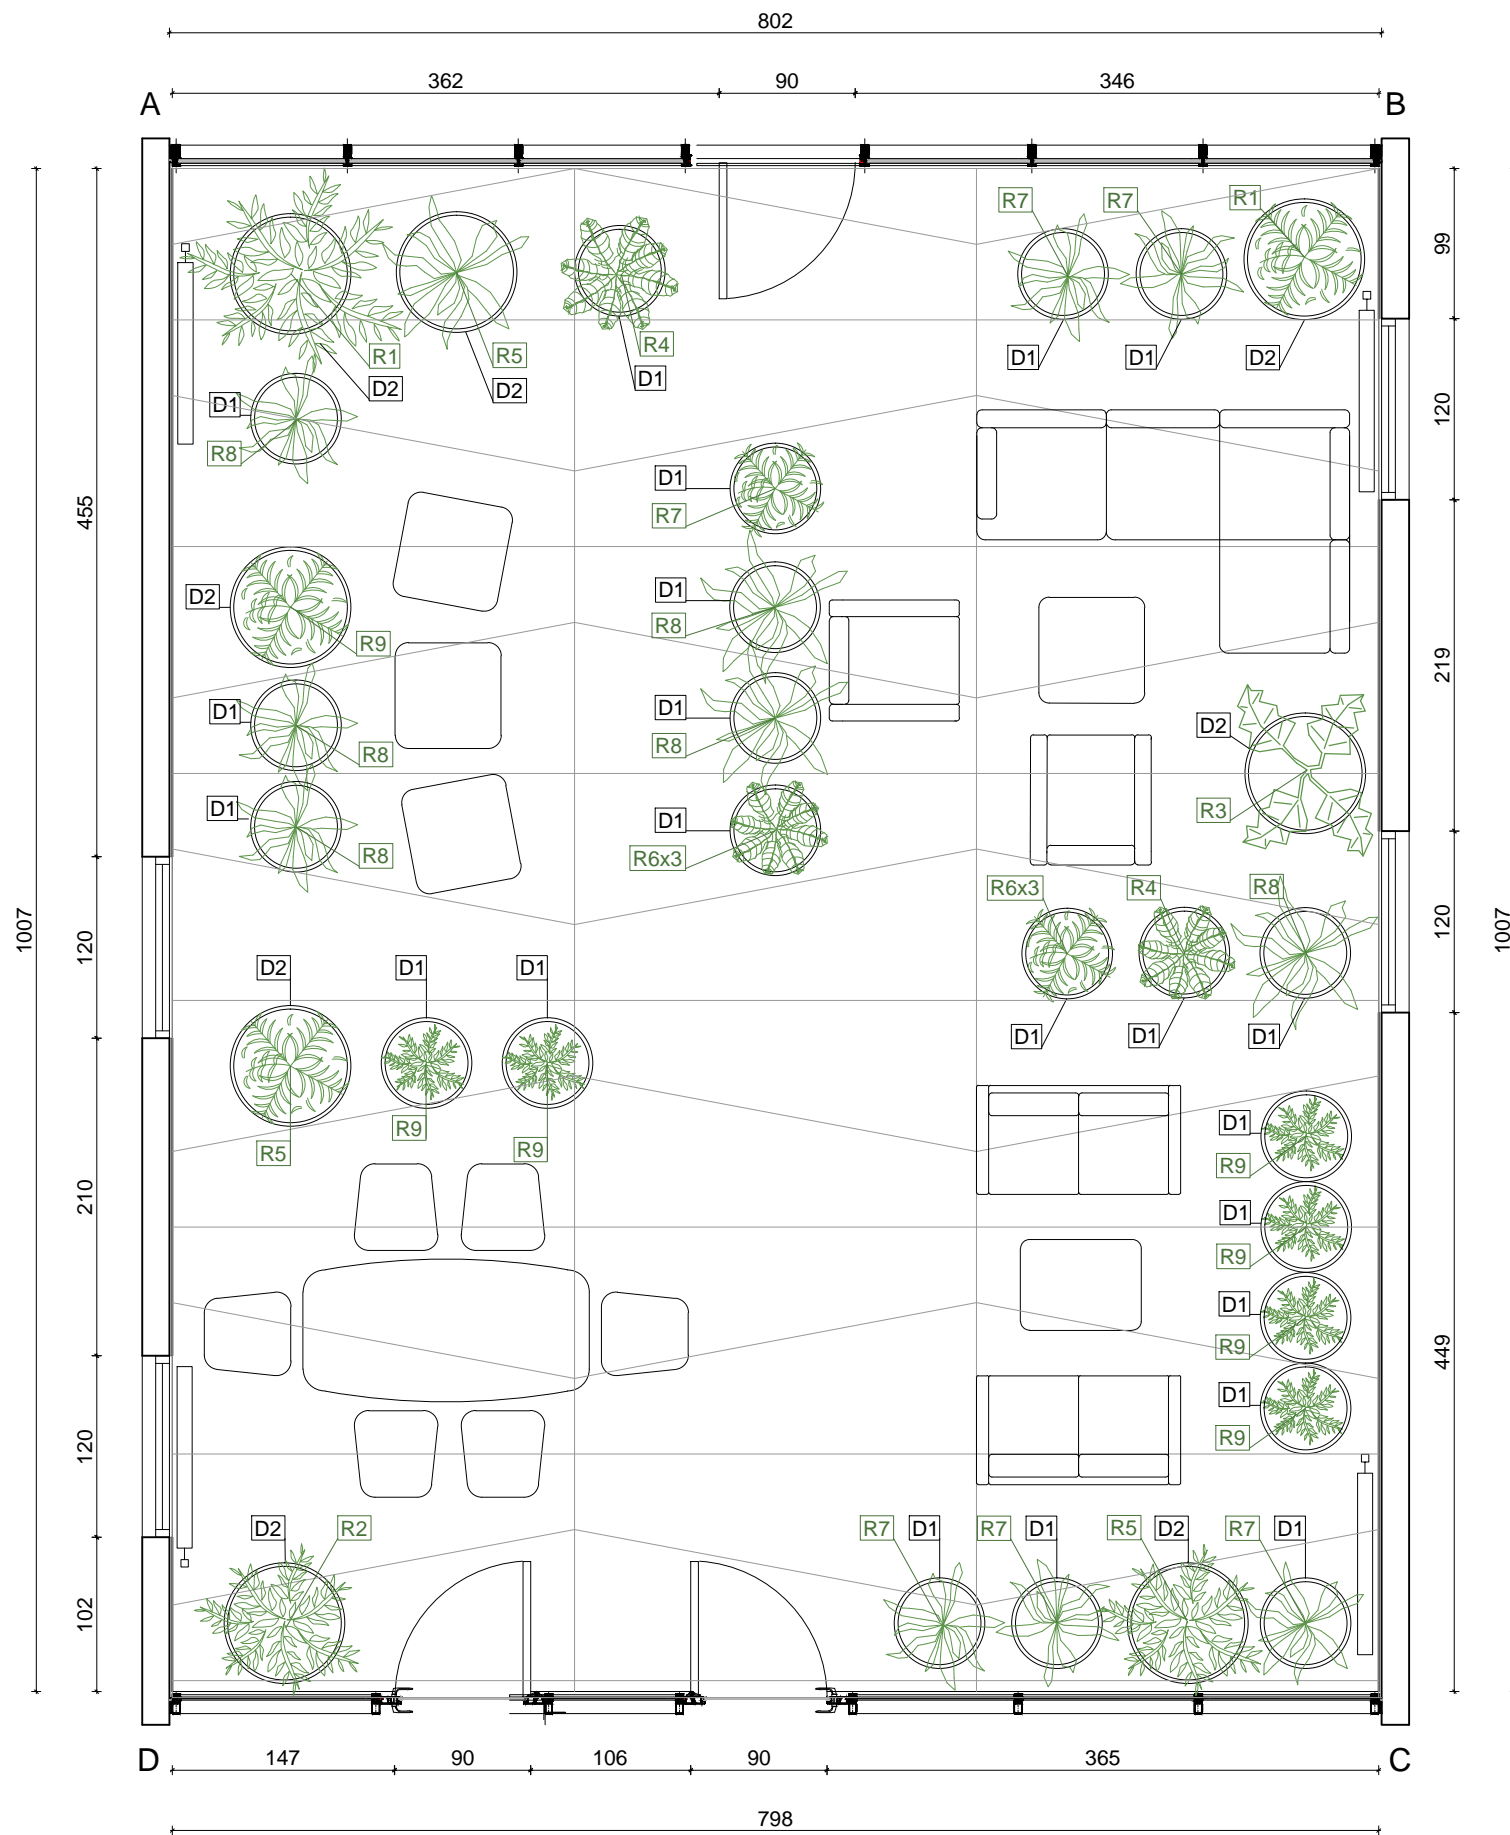 802
362 90 346
A B
R7 R7 R1
99
R4
R1 R5
D1 D1 D2
D1
D2 D2
D1
120
R8
D1
R7
455
D1
D2
R8
R9
219
D1
D1
D2
R8
R8
D1
R3
D1
R6x3
R8
R6x3 R4 R8
1007
120
120
1007
D2 D1 D1
D1 D1 D1
D1
R9
R9
R5
R9
210
D1
R9
D1
R9
449
D1
R9
120
D2 R2
R7 D1 R7 D1 R5 D2 R7 D1
102
D C
147 90 106 90 365
798